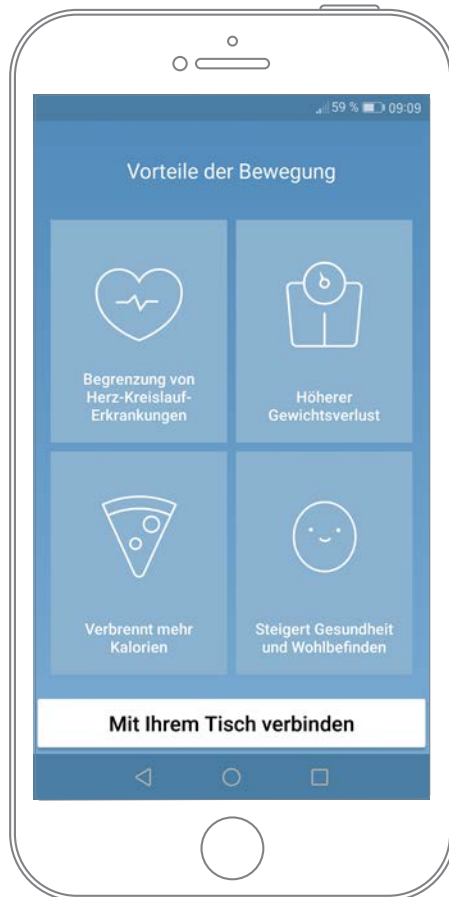 59 % 09:09
Vorteile der Bewegung
Begrenzung von
Herz-Kreislauf-
Erkrankungen
Höherer
Gewichtsverlust
Verbrennt mehr
Kalorien
Steigert Gesundheit
und Wohlbefinden
Mit Ihrem Tisch verbinden